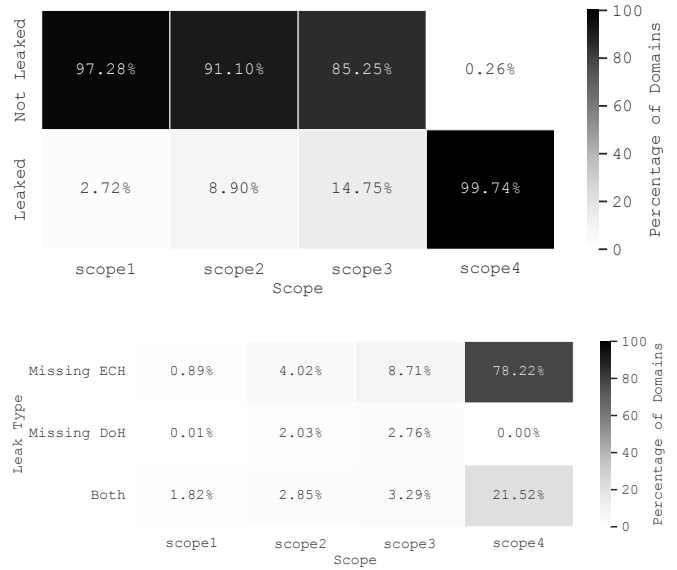 Not Leaked 97.28% 91.10% 85.25% 0.26%
Leaked 2.72% 8.90% 14.75% 99.74%
scope1 scope2 scope3 scope4
Scope
100
80
60
40
20
0
Percentage of Domains
Leak Type
Missing ECH 0.89% 4.02% 8.71% 78.22%
Missing DoH 0.01% 2.03% 2.76% 0.00%
Both 1.82% 2.85% 3.29% 21.52%
scope1 scope2 scope3 scope4
Scope
100
80
60
40
20
0
Percentage of Domains